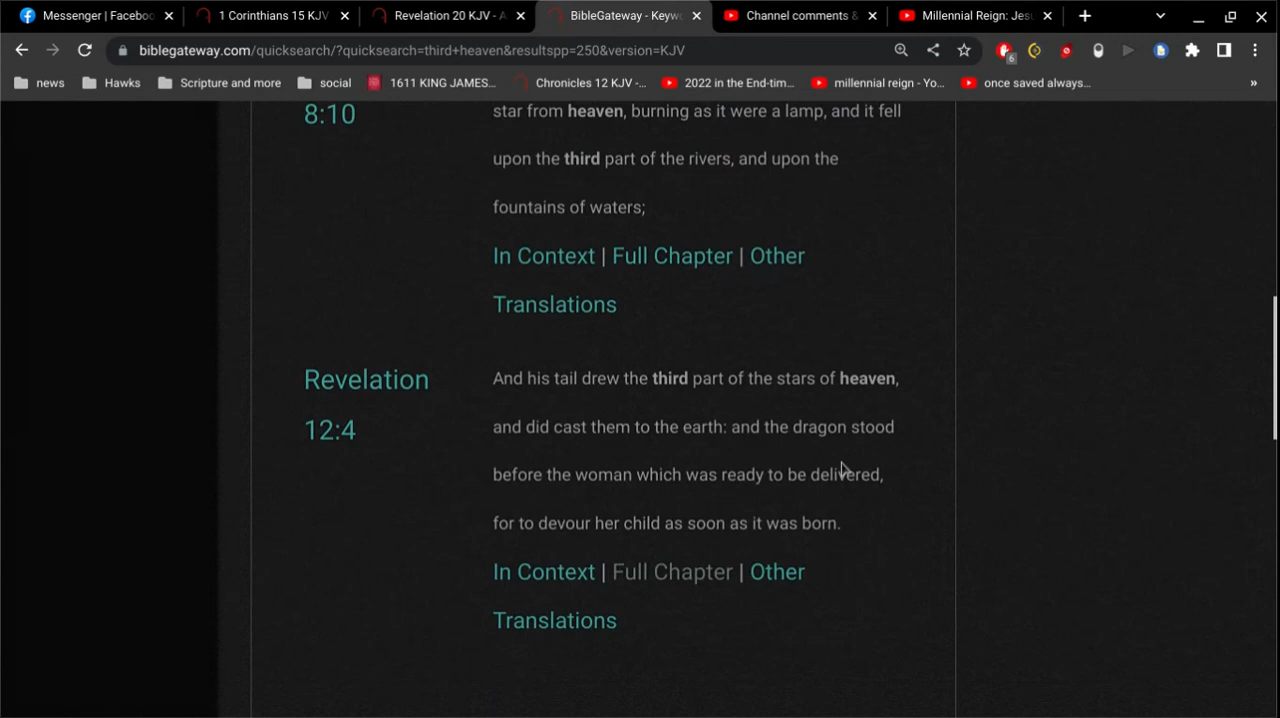 Messenger | Faceboo
1 Corinthians 15 KJV
Revelation 20 KJV - A
BibleGateway - Keywo
Channel comments &
Millennial Reign: Jesu
biblegateway.com/quicksearch/?quicksearch=third+heaven&resultspp=250&version=KJV
6
news
Hawks
Scripture and more
social
1611 KING JAMES...
Chronicles 12 KJV -...
2022 in the End-tim...
millennial reign - Yo...
once saved always...
»
8:10
star from heaven, burning as it were a lamp, and it fell
upon the third part of the rivers, and upon the
fountains of waters;
In Context | Full Chapter | Other
Translations
Revelation
12:4
And his tail drew the third part of the stars of heaven,
and did cast them to the earth: and the dragon stood
before the woman which was ready to be delivered,
for to devour her child as soon as it was born.
In Context | Full Chapter | Other
Translations